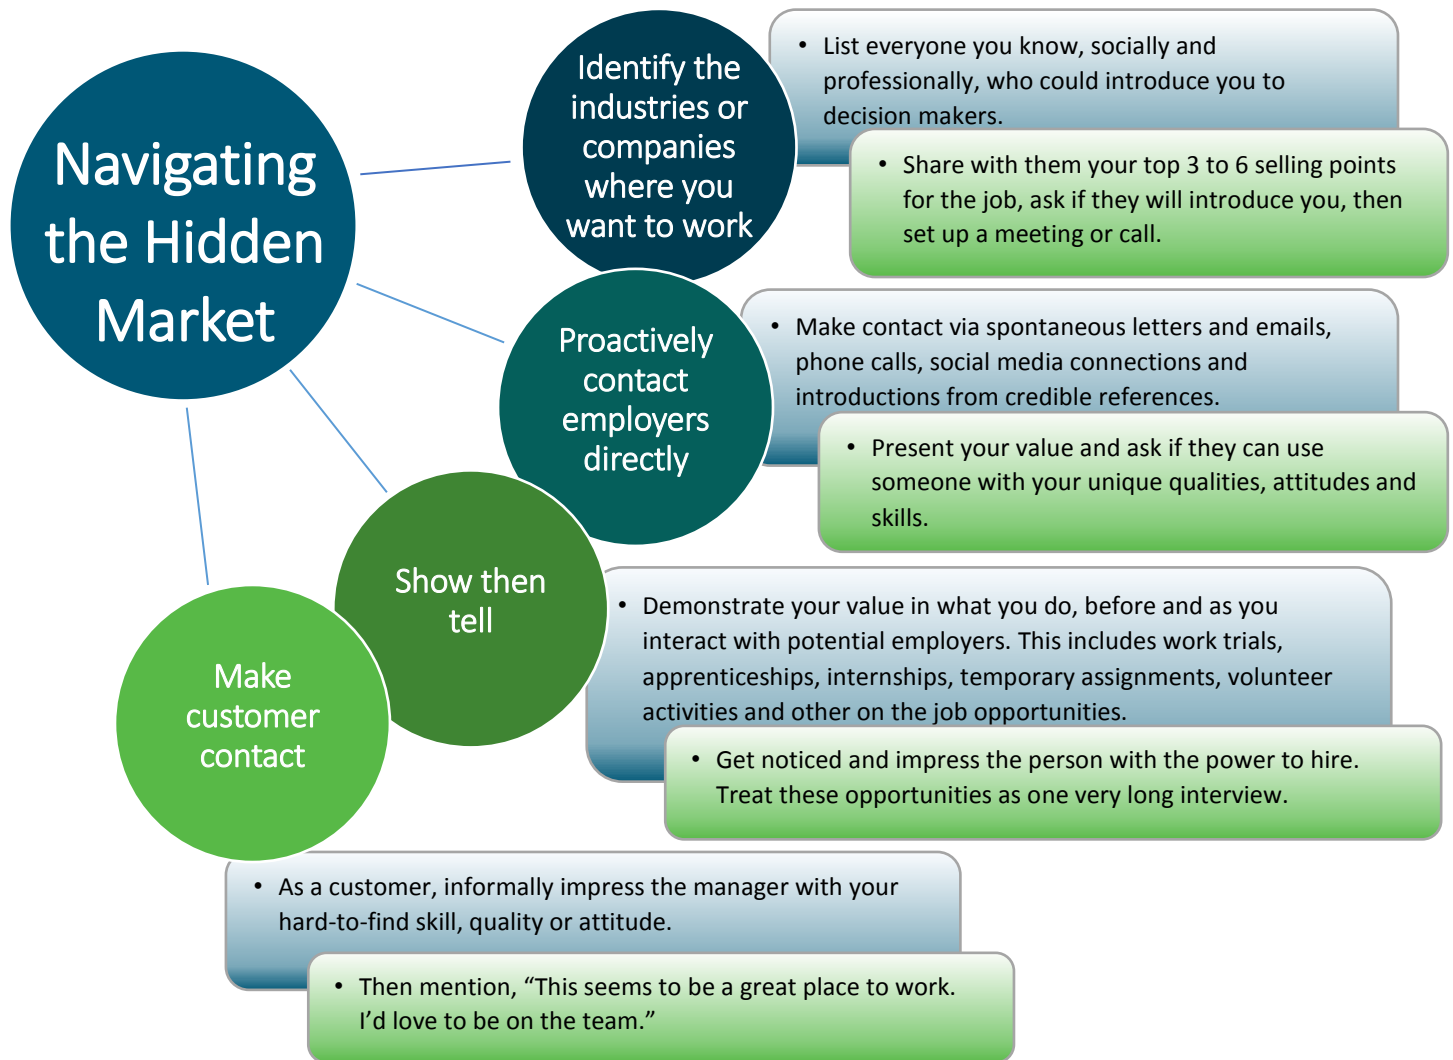 Navigating
the Hidden
Market
Identify the
industries or
companies
where you
want to work
• List everyone you know, socially and
professionally, who could introduce you to
decision makers.
• Share with them your top 3 to 6 selling points
for the job, ask if they will introduce you, then
set up a meeting or call.
Proactively
contact
employers
directly
• Make contact via spontaneous letters and emails,
phone calls, social media connections and
introductions from credible references.
• Present your value and ask if they can use
someone with your unique qualities, attitudes and
skills.
Show then
tell
• Demonstrate your value in what you do, before and as you
interact with potential employers. This includes work trials,
apprenticeships, internships, temporary assignments, volunteer
activities and other on the job opportunities.
• Get noticed and impress the person with the power to hire.
Treat these opportunities as one very long interview.
Make
customer
contact
• As a customer, informally impress the manager with your
hard-to-find skill, quality or attitude.
• Then mention, “This seems to be a great place to work.
I’d love to be on the team.”